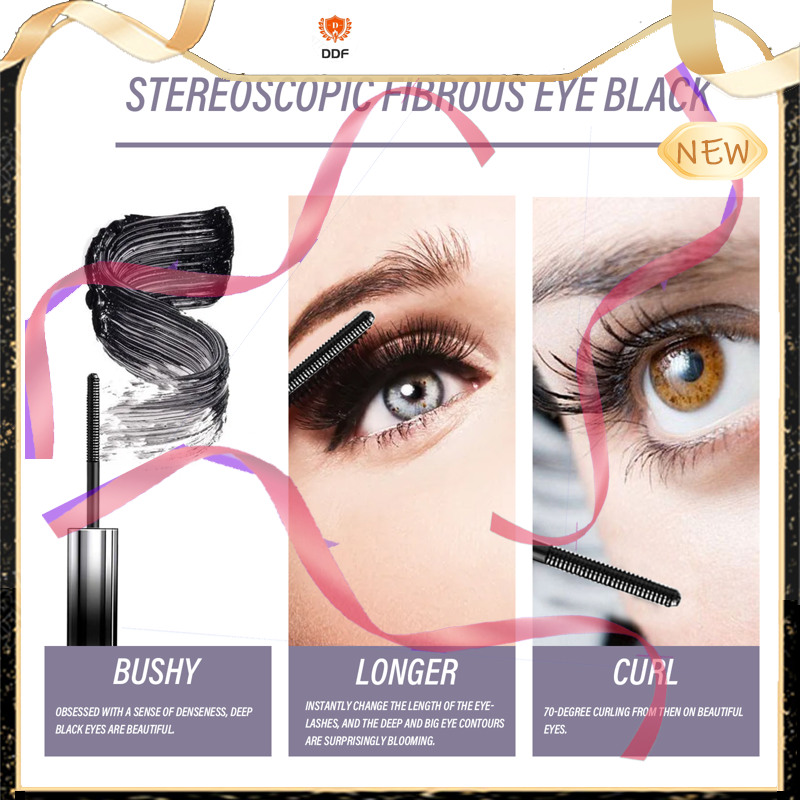 DDF
STEREOSCOPIC FIBROUS EYE BLACK
NEW
BUSHY
OBSESSED WITH A SENSE OF DENSENESS, DEEP
BLACK EYES ARE BEAUTIFUL.
LONGER
INSTANTLY CHANGE THE LENGTH OF THE EYE-
LASHES, AND THE DEEP AND BIG EYE CONTOURS
ARE SURPRISINGLY BLOOMING.
CURL
70-DEGREE CURLING FROM THEN ON BEAUTIFUL
EYES.